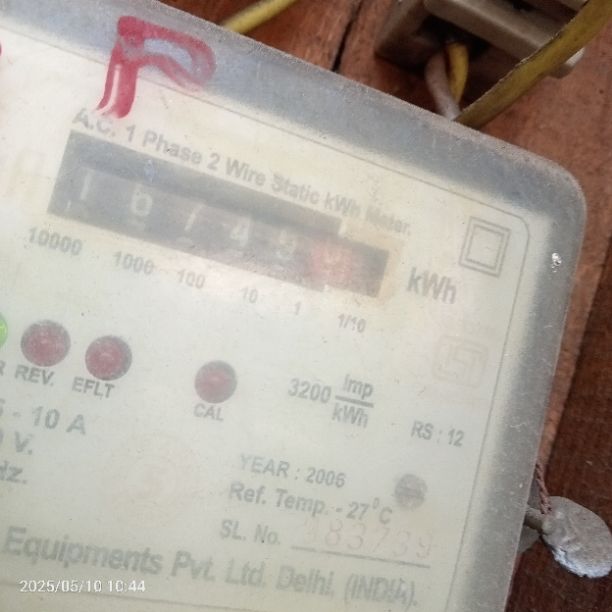 P
A.C. 1 Phase 2 Wire Static kWh Meter.
kWh
10000 1000 100 10 1 1/10
REV. EFLT CAL
3200 Imp/kWh
- 10 A
RS : 12
V.
YEAR : 2006
Ref. Temp. - 27°C
SL. No.
Equipments Pvt. Ltd. Delhi, (INDIA).
2025/05/10 10:44